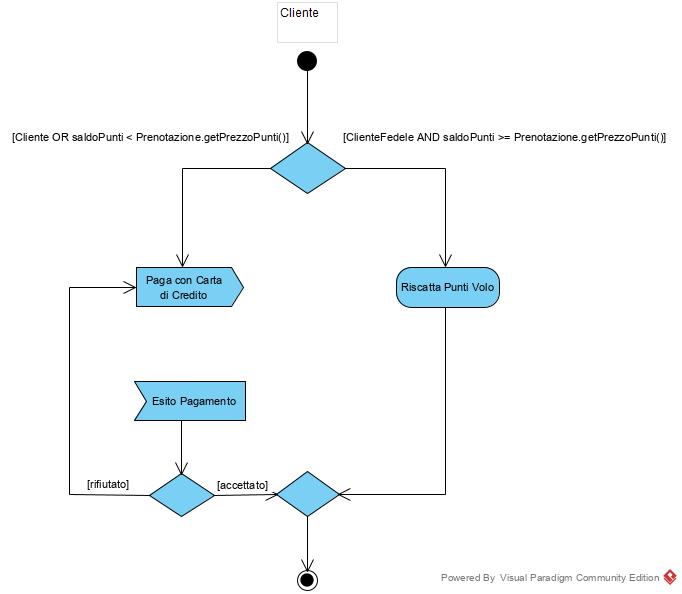 Cliente
[Cliente OR saldoPunti < Prenotazione.getPrezzoPunti()]
[ClienteFedele AND saldoPunti >= Prenotazione.getPrezzoPunti()]
Paga con Carta
di Credito
Riscatta Punti Volo
Esito Pagamento
[rifiutato]
[accettato]
Powered By Visual Paradigm Community Edition